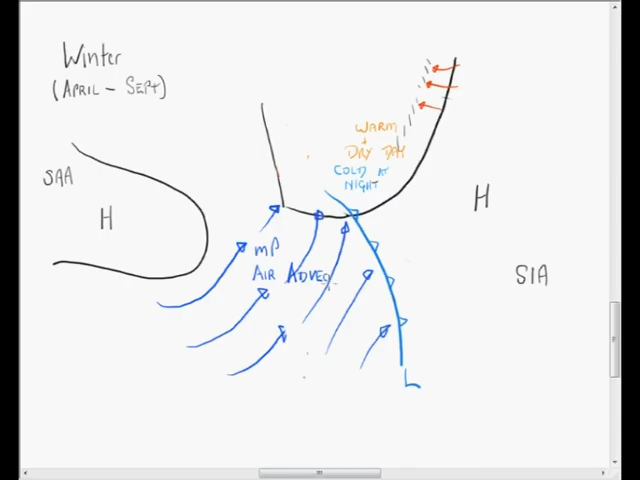 Winter
(APRIL - SEPT)
SAA
H
WARM
+
DRY DAY
COLD AT
NIGHT
H
mP
AIR ADVEC
SIA
L